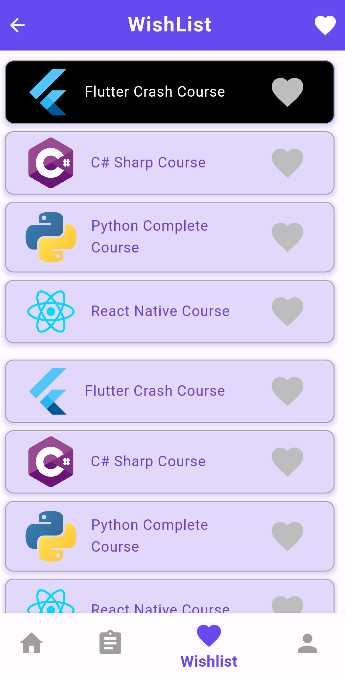 WishList
Flutter Crash Course
C# Sharp Course
Python Complete
Course
React Native Course
Flutter Crash Course
C# Sharp Course
Python Complete
Course
React Native Course
Wishlist